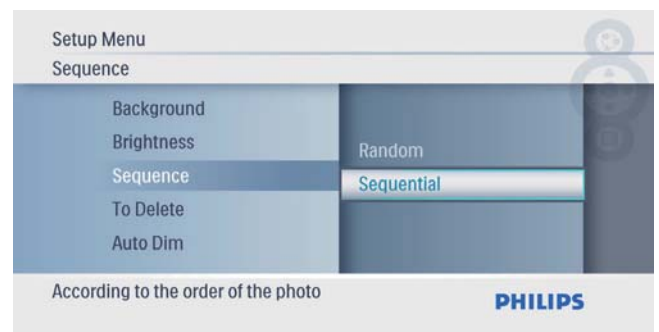 Setup Menu
Sequence
Background
Brightness
Sequence
To Delete
Auto Dim
Random
Sequential
According to the order of the photo
PHILIPS